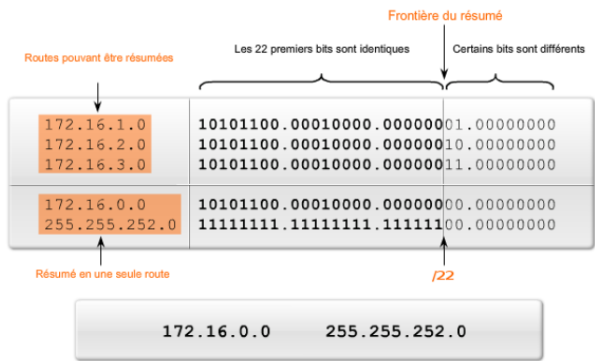 Frontière du résumé
Routes pouvant être résumées
Les 22 premiers bits sont identiques
Certains bits sont différents
172.16.1.0 10101100.00010000.00000001.00000000
172.16.2.0 10101100.00010000.00000010.00000000
172.16.3.0 10101100.00010000.00000011.00000000
172.16.0.0 10101100.00010000.00000000.00000000
255.255.252.0 11111111.11111111.11111100.00000000
Résumé en une seule route
/22
172.16.0.0 255.255.252.0